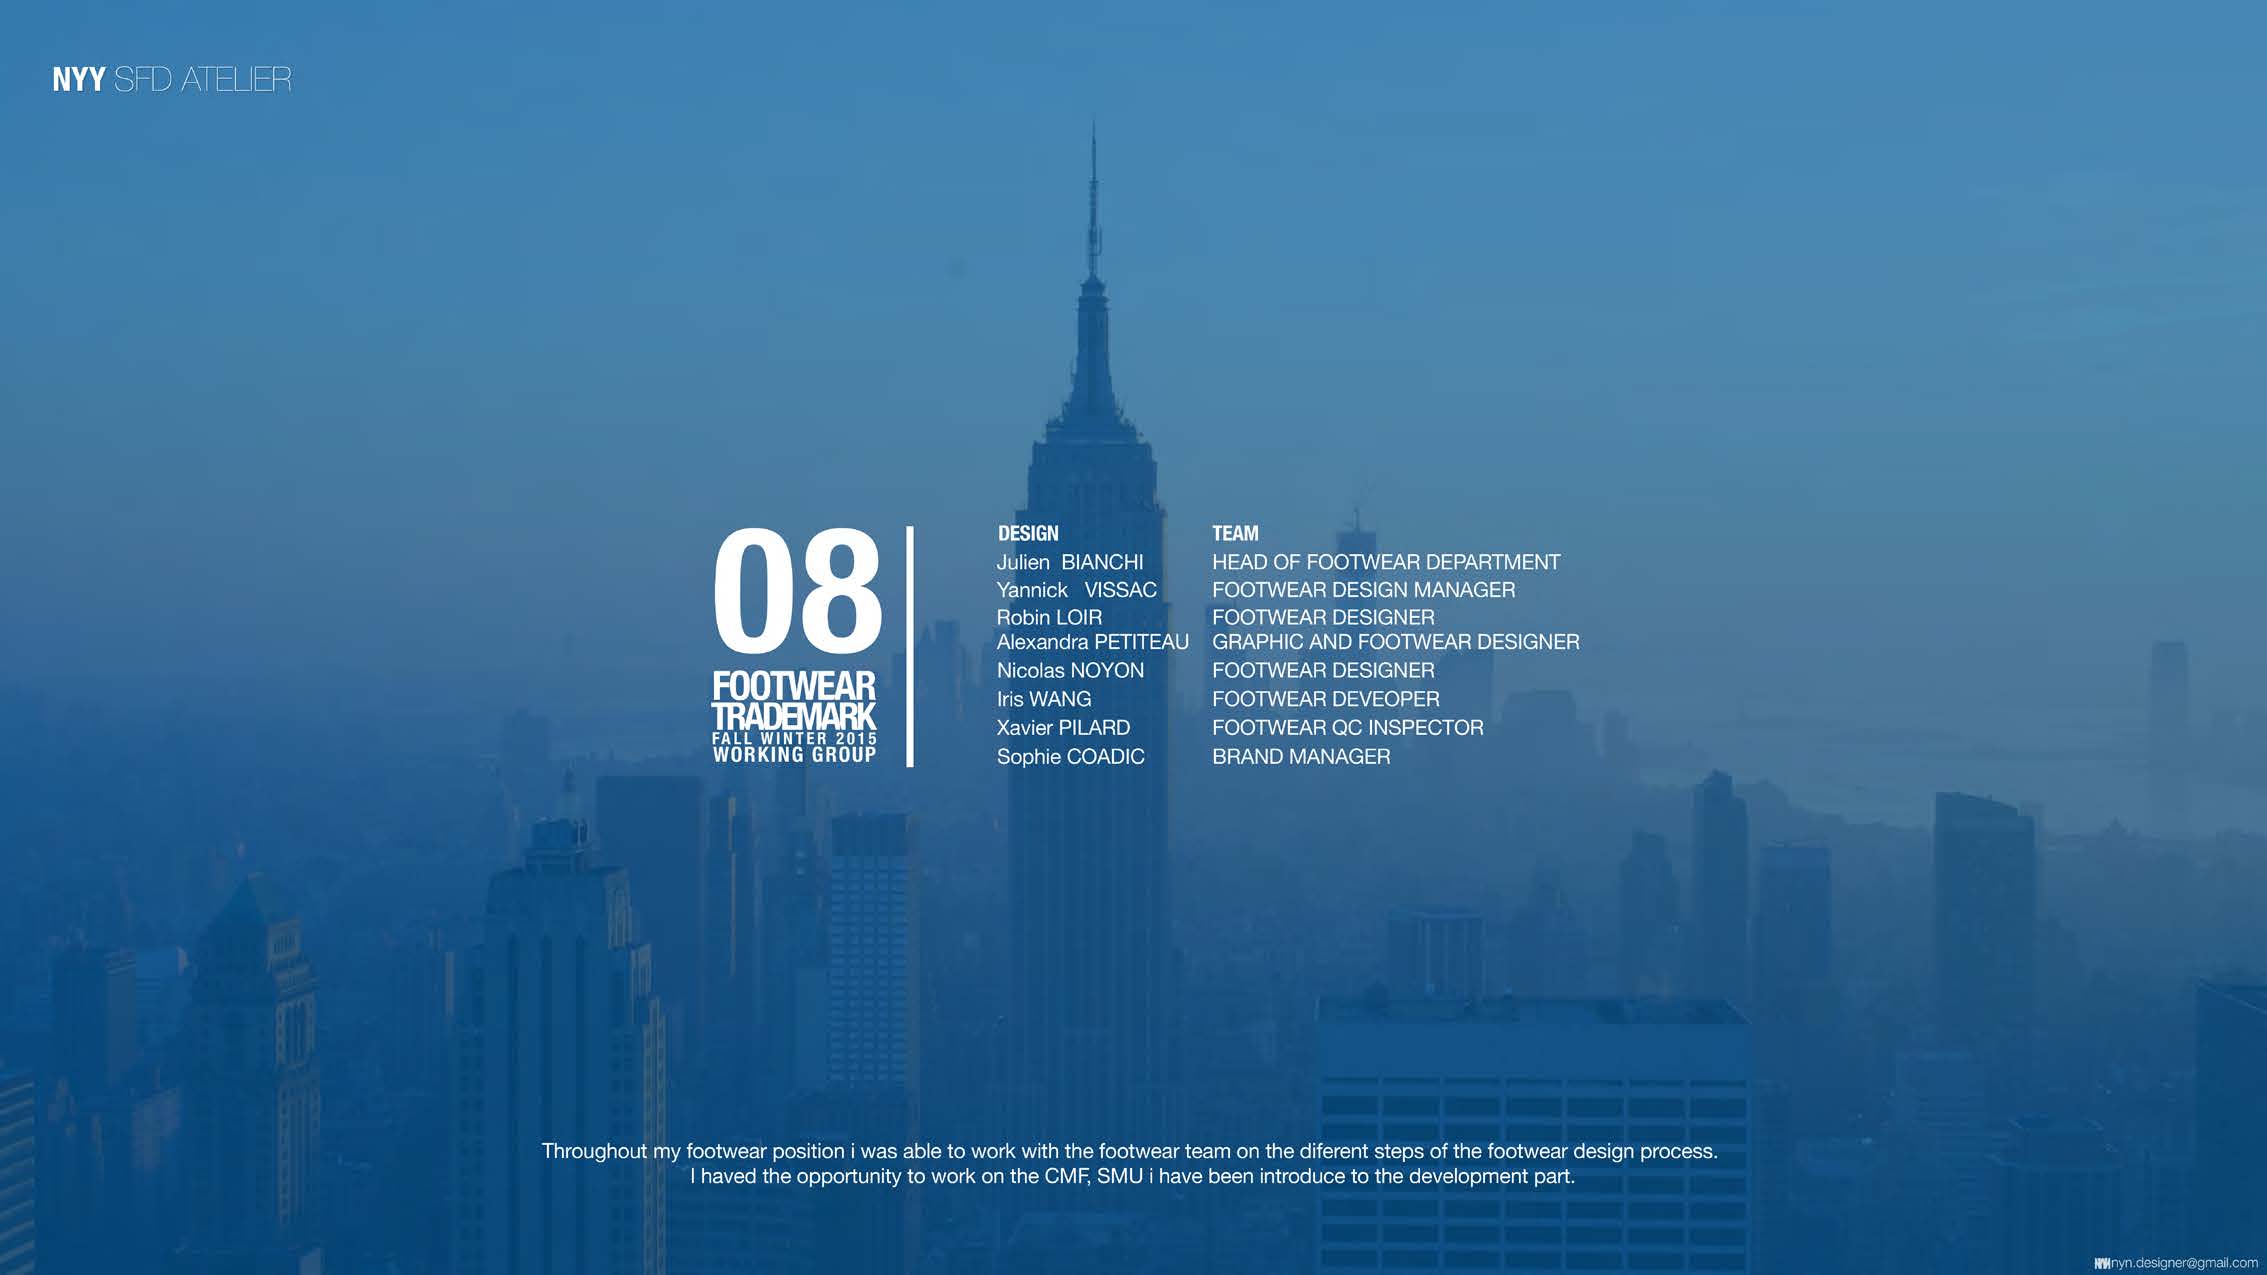 NYY SFD ATELIER
08
FOOTWEAR
TRADEMARK
FALL WINTER 2015
WORKING GROUP
DESIGN TEAM
Julien BIANCHI HEAD OF FOOTWEAR DEPARTMENT
Yannick VISSAC FOOTWEAR DESIGN MANAGER
Robin LOIR FOOTWEAR DESIGNER
Alexandra PETITEAU GRAPHIC AND FOOTWEAR DESIGNER
Nicolas NOYON FOOTWEAR DESIGNER
Iris WANG FOOTWEAR DEVEOPER
Xavier PILARD FOOTWEAR QC INSPECTOR
Sophie COADIC BRAND MANAGER
Throughout my footwear position i was able to work with the footwear team on the diferent steps of the footwear design process.
I haved the opportunity to work on the CMF, SMU i have been introduce to the development part.
nyn.designer@gmail.com